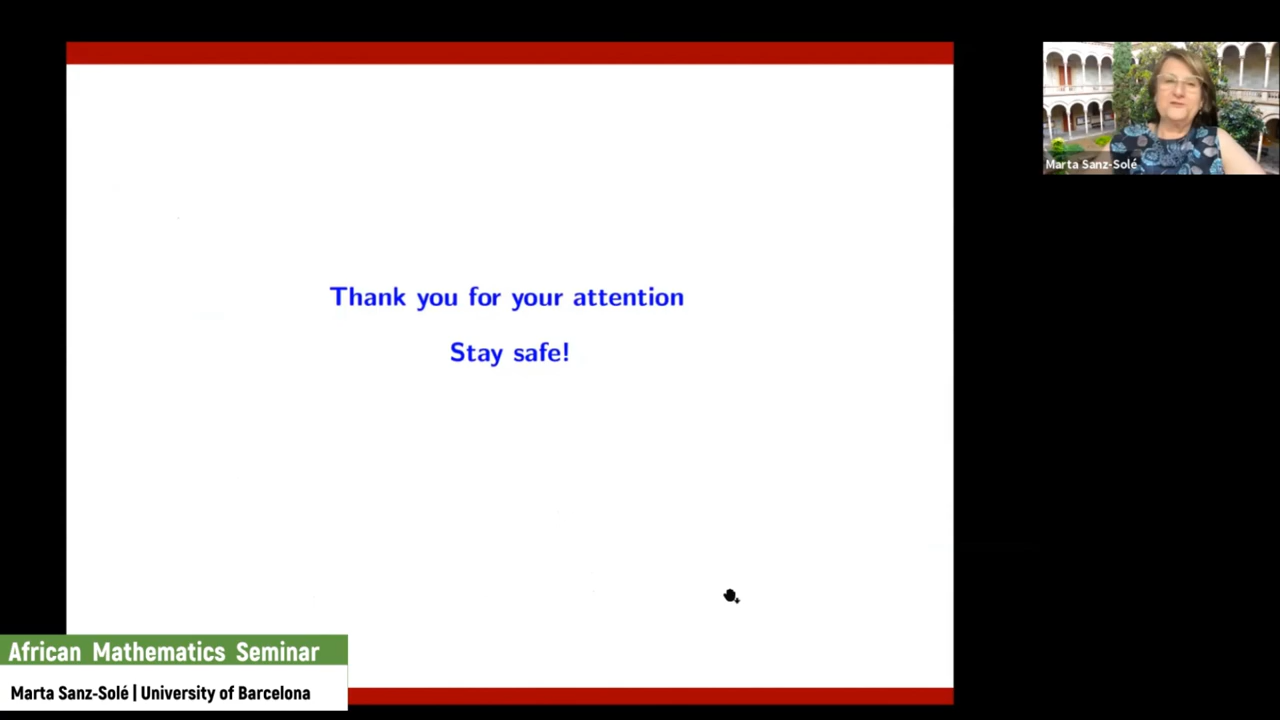 Thank you for your attention
Stay safe!
Marta Sanz-Solé
African Mathematics Seminar
Marta Sanz-Solé | University of Barcelona